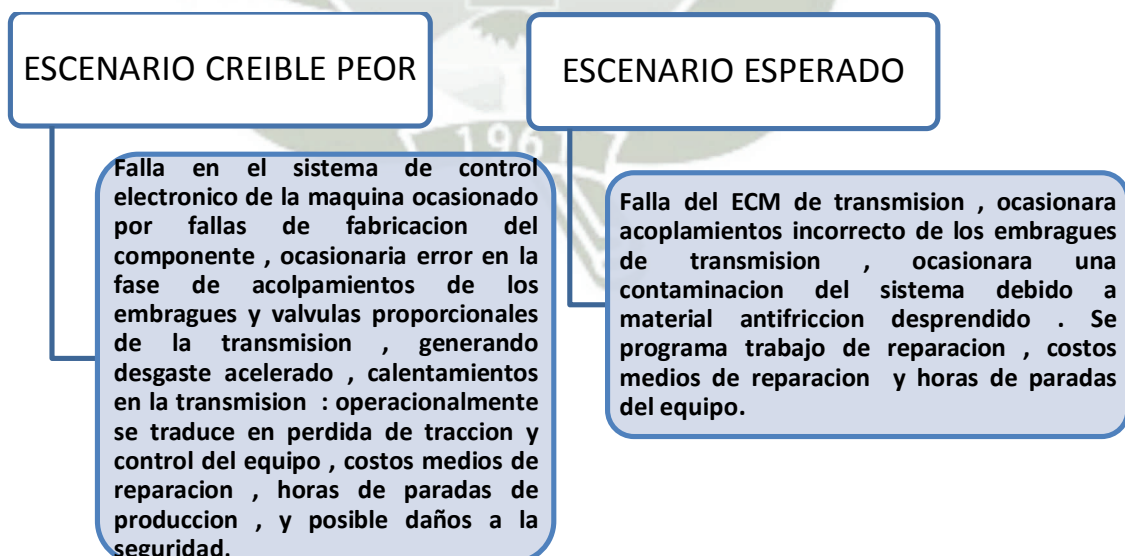 ESCENARIO CREIBLE PEOR
Falla en el sistema de control
electronico de la maquina ocasionado
por fallas de fabricacion del
componente , ocasionaria error en la
fase de acolpamientos de los
embragues y valvulas proporcionales
de la transmision , generando
desgaste acelerado , calentamientos
en la transmision : operacionalmente
se traduce en perdida de traccion y
control del equipo , costos medios de
reparacion , horas de paradas de
produccion , y posible daños a la
seguridad.
ESCENARIO ESPERADO
Falla del ECM de transmision , ocasionara
acoplamientos incorrecto de los embragues
de transmision , ocasionara una
contaminacion del sistema debido a
material antifriccion desprendido . Se
programa trabajo de reparacion , costos
medios de reparacion y horas de paradas
del equipo.